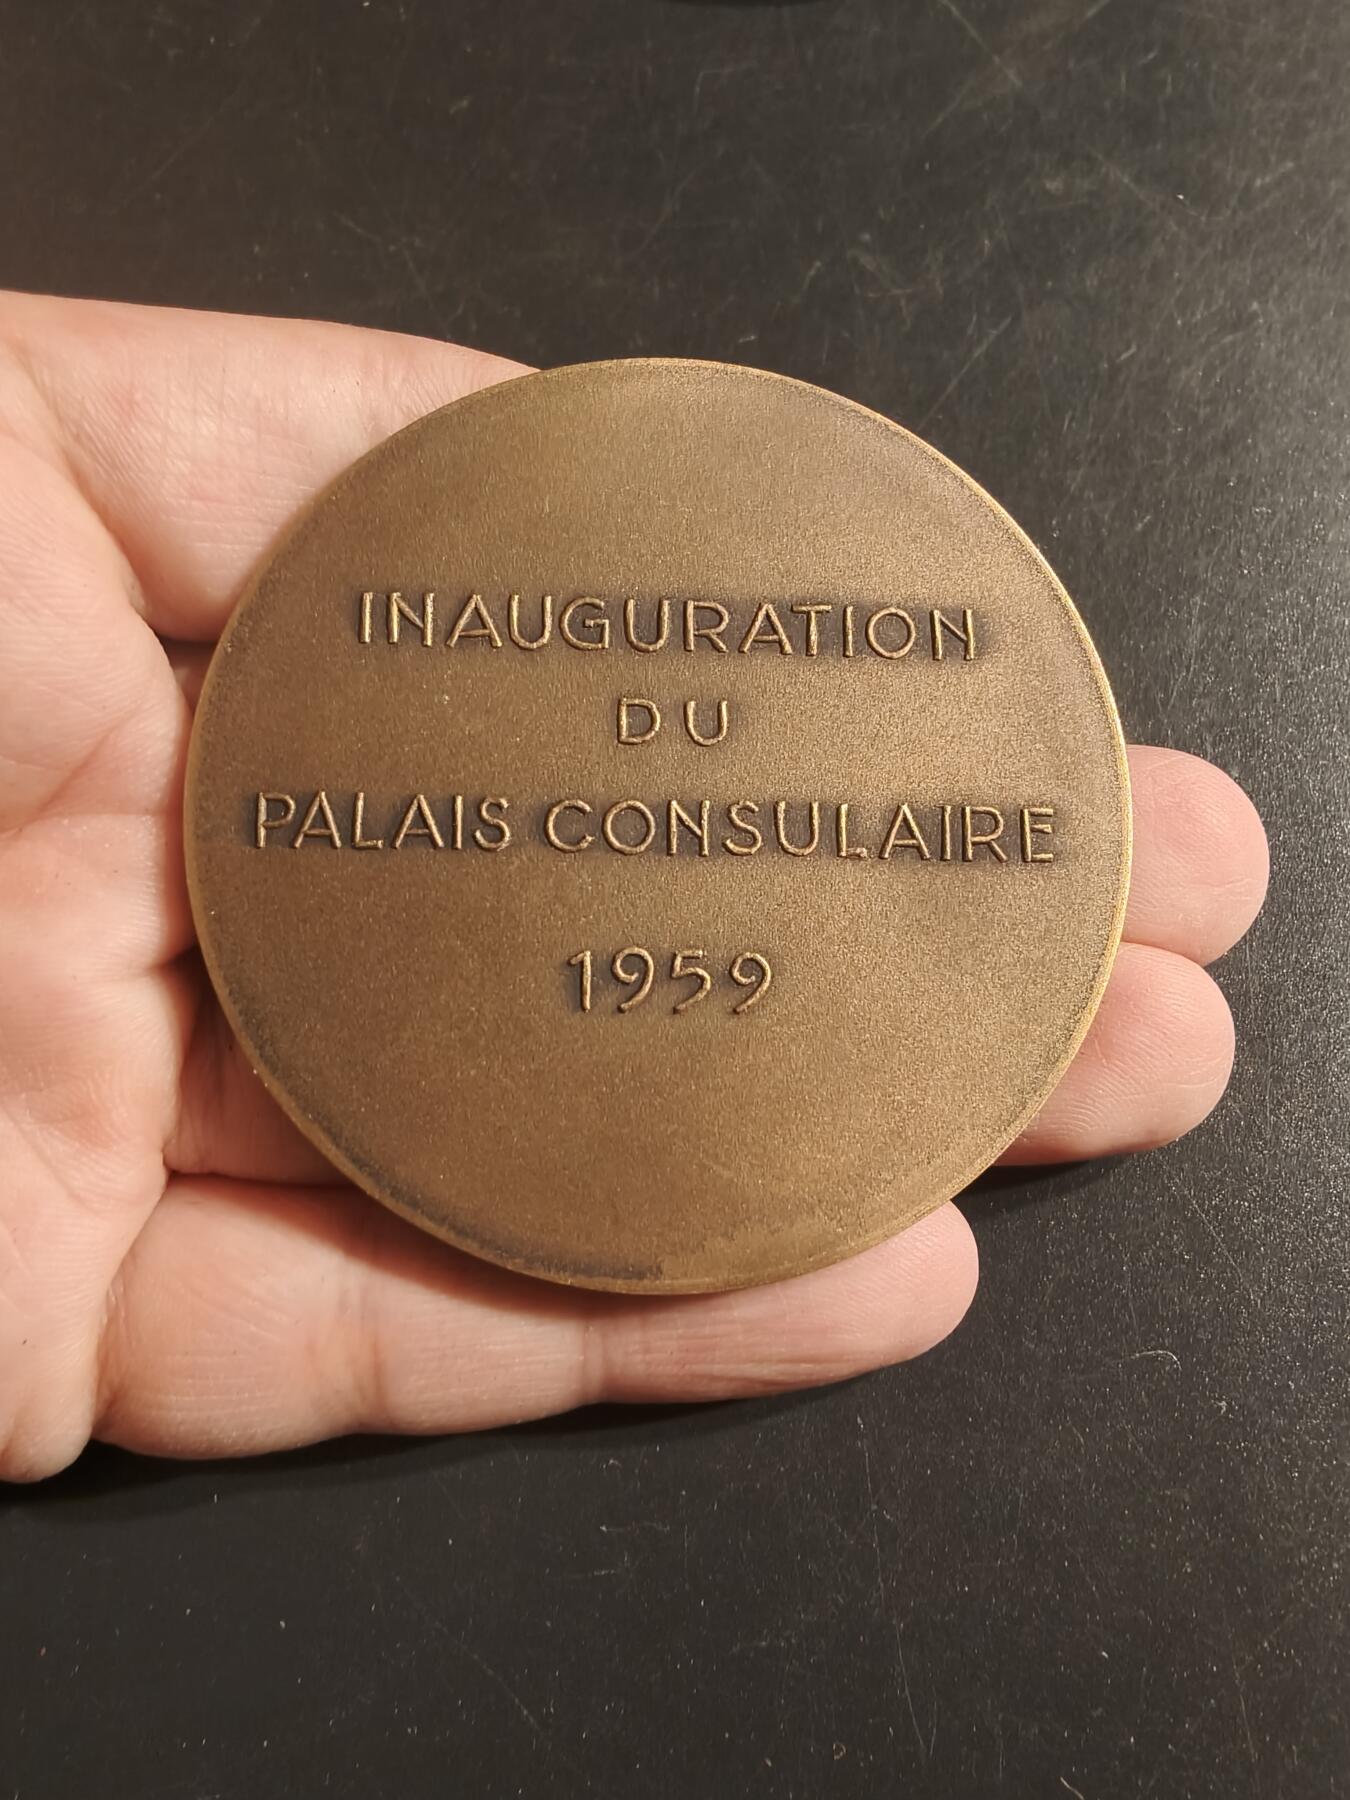 INAUGURATION
DU
PALAIS CONSULAIRE
1959